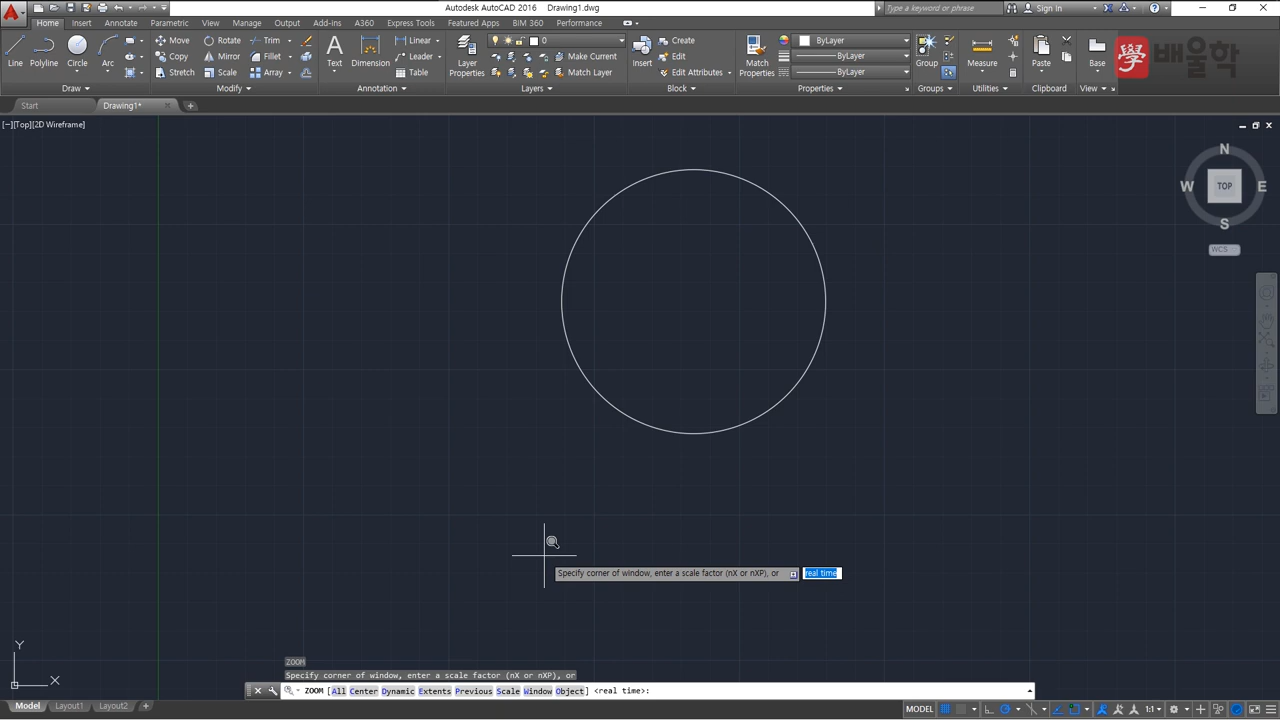 Autodesk AutoCAD 2016 Drawing1.dwg
Type a keyword or phrase
Sign In
Home Insert Annotate Parametric View Manage Output Add-ins A360 Express Tools Featured Apps BIM 360 Performance
Line Polyline Circle Arc
Move Rotate Trim
Copy Mirror Fillet
Stretch Scale Array
Text Dimension
Linear
Leader
Table
Layer Properties
0
Make Current
Match Layer
Insert
Create
Edit
Edit Attributes
Match Properties
ByLayer
ByLayer
ByLayer
Group
Measure
Paste
Base
學 배울학
Draw Modify Annotation Layers Block Properties Groups Utilities Clipboard View
Start Drawing1*
[−][Top][2D Wireframe]
N
W TOP E
S
WCS
Specify corner of window, enter a scale factor (nX or nXP), or real time
Y
X
ZOOM
Specify corner of window, enter a scale factor (nX or nXP), or
ZOOM [All Center Dynamic Extents Previous Scale Window Object] <real time>:
Model Layout1 Layout2 +
MODEL 1:1